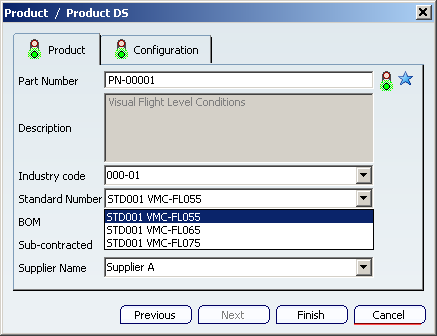 Product / Product DS
Product Configuration
Part Number PN-00001
Visual Flight Level Conditions
Description
Industry code 000-01
Standard Number STD001 VMC-FL055
BOM STD001 VMC-FL055
STD001 VMC-FL065
Sub-contracted STD001 VMC-FL075
Supplier Name Supplier A
Previous Next Finish Cancel